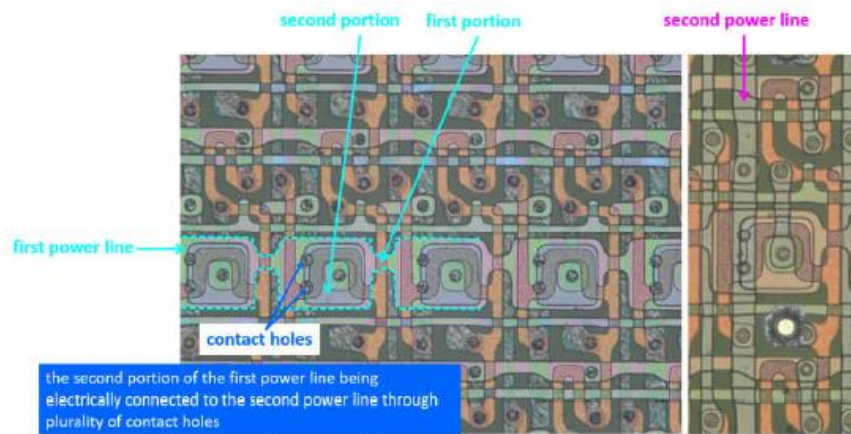 second portion
first portion
second power line
first power line
contact holes
the second portion of the first power line being
electrically connected to the second power line through
plurality of contact holes